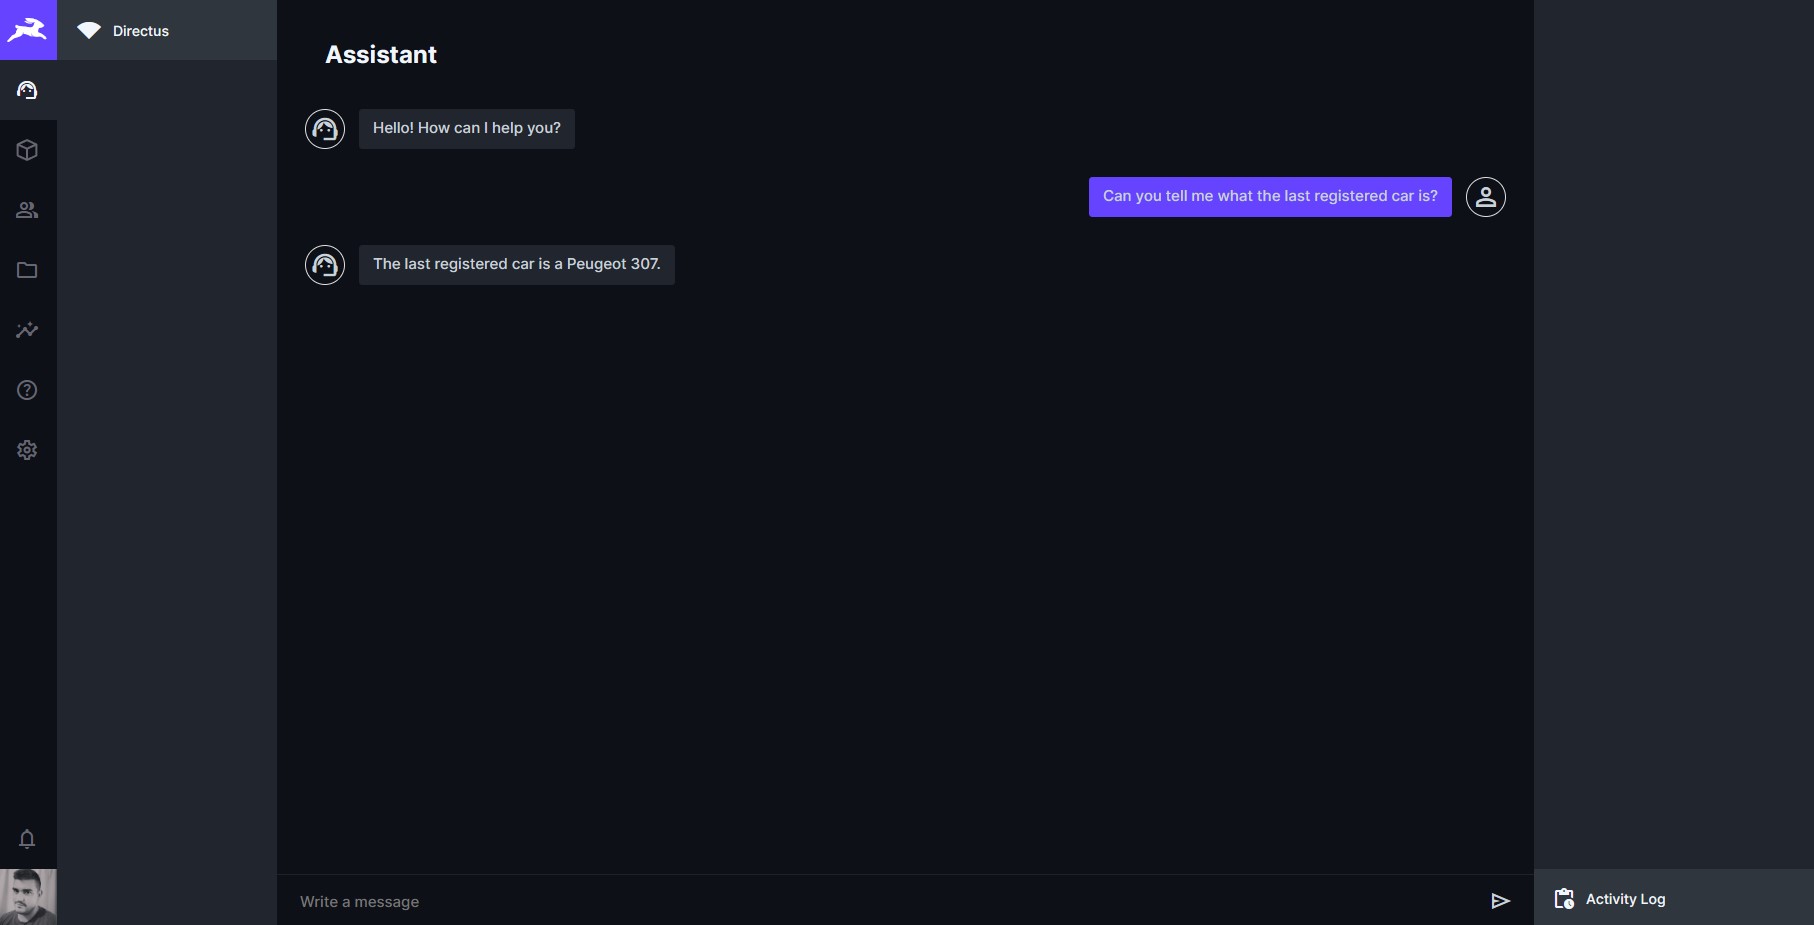 Directus
Assistant
Hello! How can I help you?
Can you tell me what the last registered car is?
The last registered car is a Peugeot 307.
Write a message
Activity Log